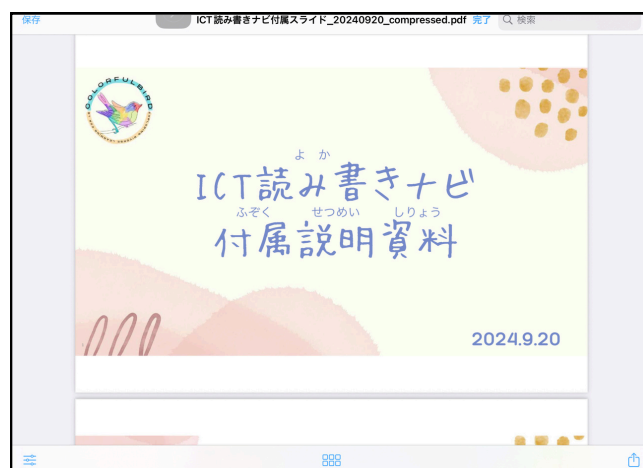 保存
ICT読み書きナビ付属スライド_20240920_compressed.pdf
完了
検索
COLORFULBIRD
よ か
ICT読み書きナビ
ふぞく せつめい しりょう
付属説明資料
2024.9.20